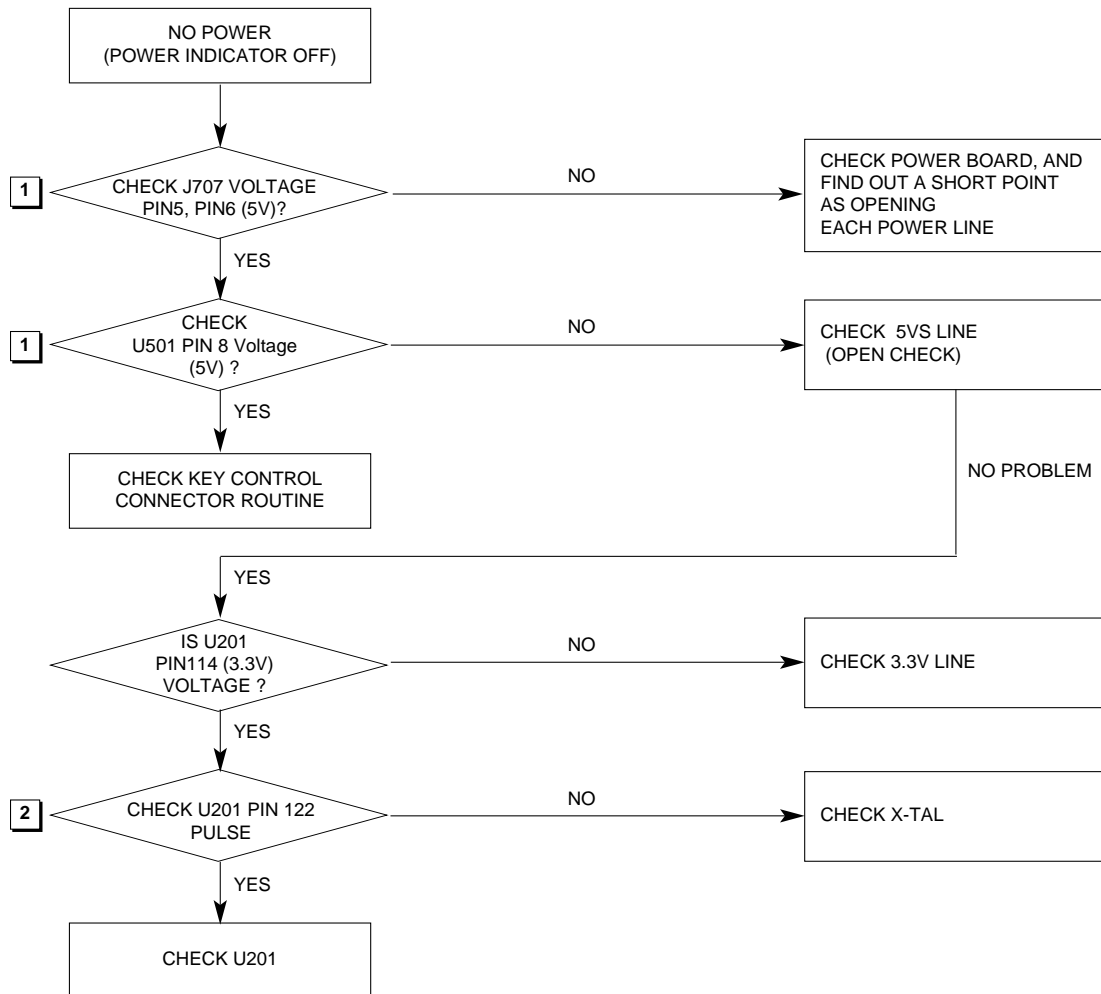 NO POWER
(POWER INDICATOR OFF)
1
CHECK J707 VOLTAGE
PIN5, PIN6 (5V)?
NO
CHECK POWER BOARD, AND
FIND OUT A SHORT POINT
AS OPENING
EACH POWER LINE
YES
1
CHECK
U501 PIN 8 Voltage
(5V) ?
NO
CHECK 5VS LINE
(OPEN CHECK)
YES
CHECK KEY CONTROL
CONNECTOR ROUTINE
NO PROBLEM
YES
IS U201
PIN114 (3.3V)
VOLTAGE ?
NO
CHECK 3.3V LINE
YES
2
CHECK U201 PIN 122
PULSE
NO
CHECK X-TAL
YES
CHECK U201